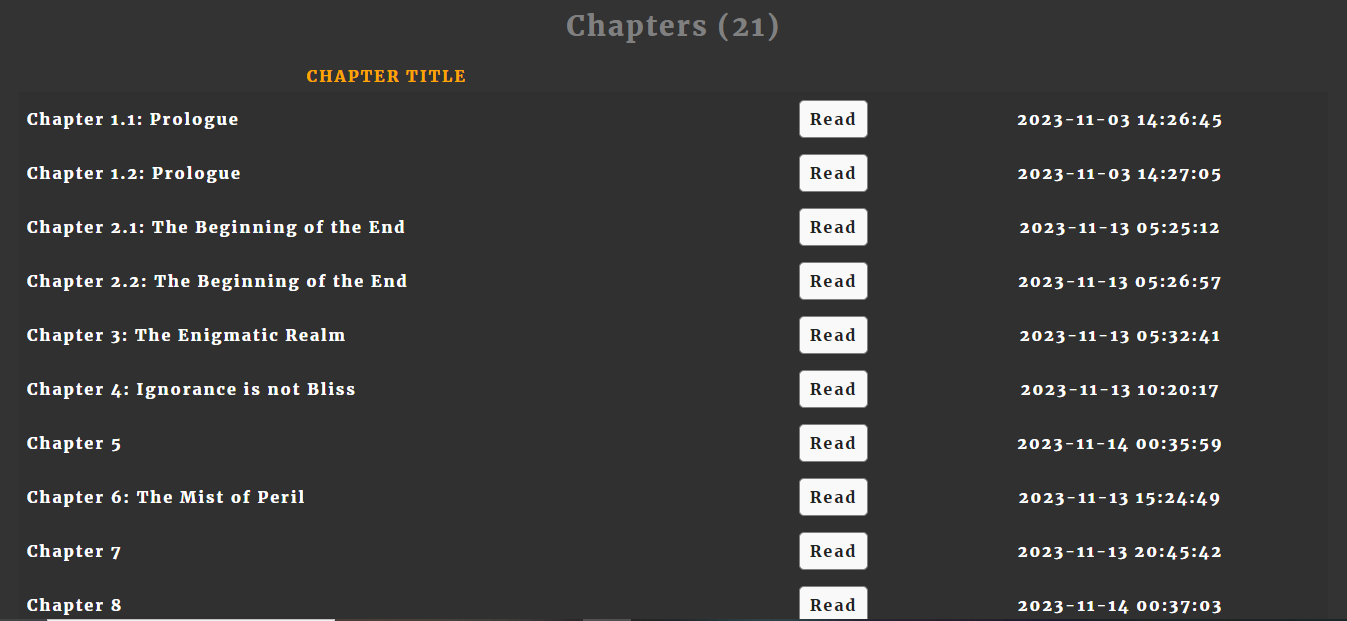 Chapters (21)
CHAPTER TITLE
Chapter 1.1: Prologue Read 2023-11-03 14:26:45
Chapter 1.2: Prologue Read 2023-11-03 14:27:05
Chapter 2.1: The Beginning of the End Read 2023-11-13 05:25:12
Chapter 2.2: The Beginning of the End Read 2023-11-13 05:26:57
Chapter 3: The Enigmatic Realm Read 2023-11-13 05:32:41
Chapter 4: Ignorance is not Bliss Read 2023-11-13 10:20:17
Chapter 5 Read 2023-11-14 00:35:59
Chapter 6: The Mist of Peril Read 2023-11-13 15:24:49
Chapter 7 Read 2023-11-13 20:45:42
Chapter 8 Read 2023-11-14 00:37:03